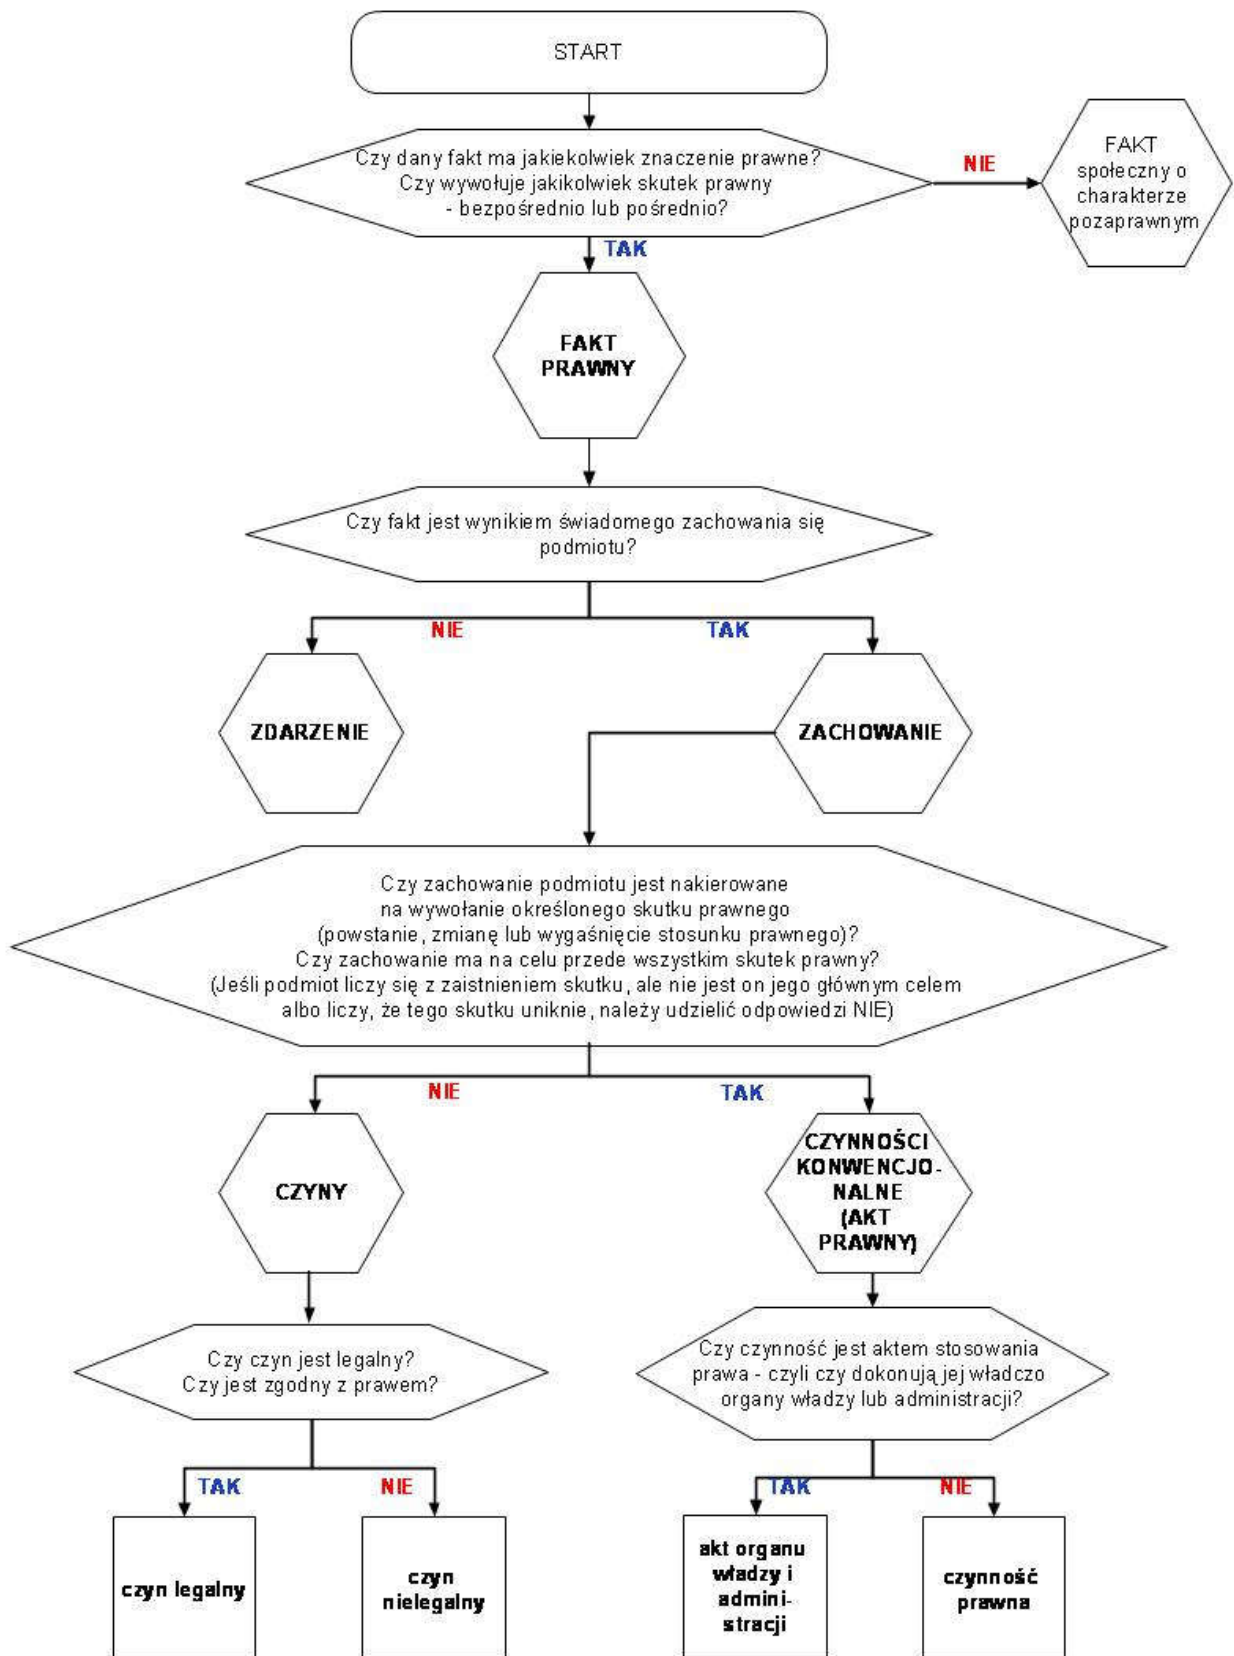 START
Czy dany fakt ma jakiekolwiek znaczenie prawne?
Czy wywołuje jakikolwiek skutek prawny
- bezpośrednio lub pośrednio?
NIE
FAKT
społeczny o
charakterze
pozaprawnym
TAK
FAKT
PRAWNY
Czy fakt jest wynikiem świadomego zachowania się
podmiotu?
NIE
TAK
ZDARZENIE
ZACHOWANIE
Czy zachowanie podmiotu jest nakierowane
na wywołanie określonego skutku prawnego
(powstanie, zmianę lub wygaśnięcie stosunku prawnego)?
Czy zachowanie ma na celu przede wszystkim skutek prawny?
(Jeśli podmiot liczy się z zaistnieniem skutku, ale nie jest on jego głównym celem
albo liczy, że tego skutku uniknie, należy udzielić odpowiedzi NIE)
NIE
TAK
CZYNY
CZYNNOŚCI
KONWENCJO-
NALNE
(AKT
PRAWNY)
Czy czyn jest legalny?
Czy jest zgodny z prawem?
Czy czynność jest aktem stosowania
prawa - czyli czy dokonują jej władczo
organy władzy lub administracji?
TAK
NIE
TAK
NIE
czyn legalny
czyn
nielegalny
akt organu
władzy i
admini-
stracji
czynność
prawna